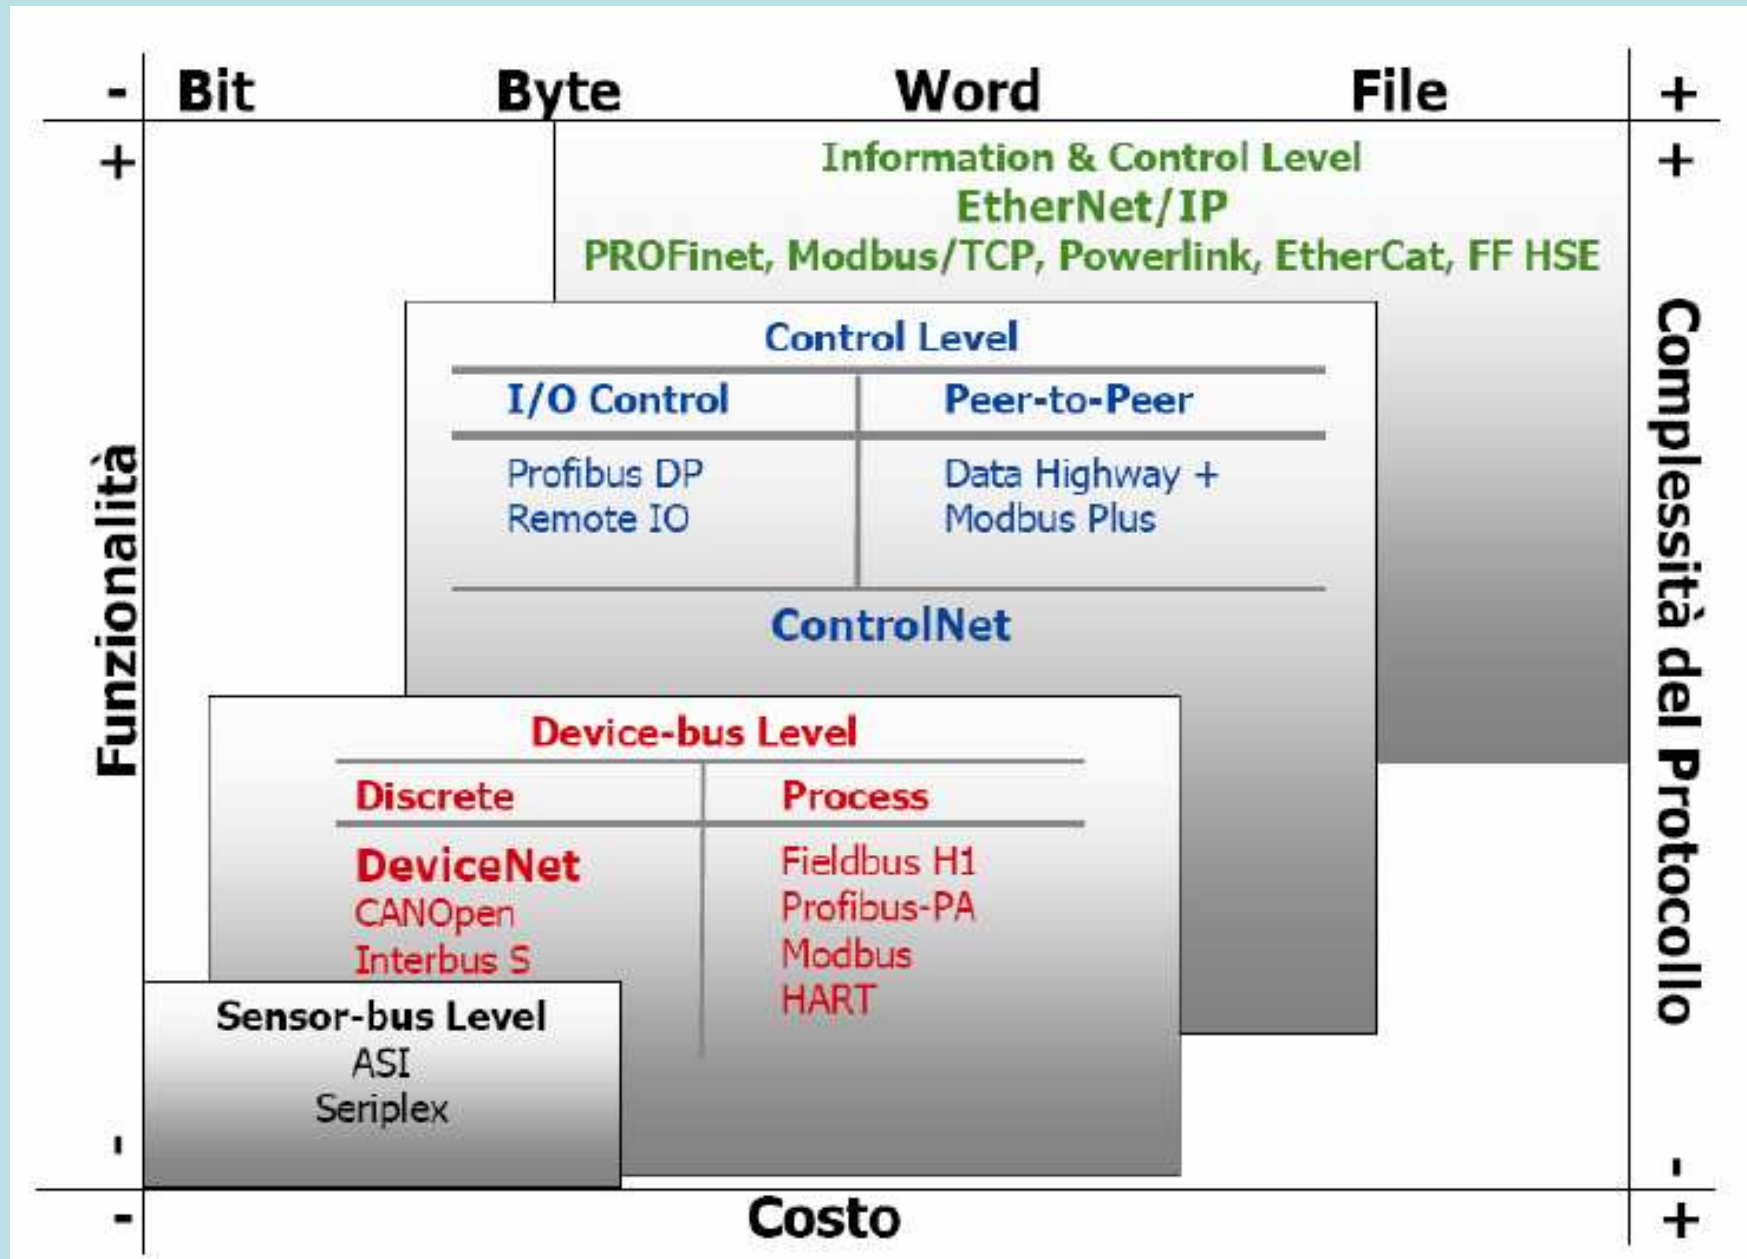 - Bit Byte Word File +
+ +
Information & Control Level
EtherNet/IP
PROFinet, Modbus/TCP, Powerlink, EtherCat, FF HSE
Control Level
I/O Control Peer-to-Peer
Profibus DP Data Highway +
Remote IO Modbus Plus
ControlNet
Funzionalità
Complessità del Protocollo
Device-bus Level
Discrete Process
DeviceNet Fieldbus H1
CANOpen Profibus-PA
Interbus S Modbus
HART
Sensor-bus Level
ASI
Seriplex
- -
- Costo +